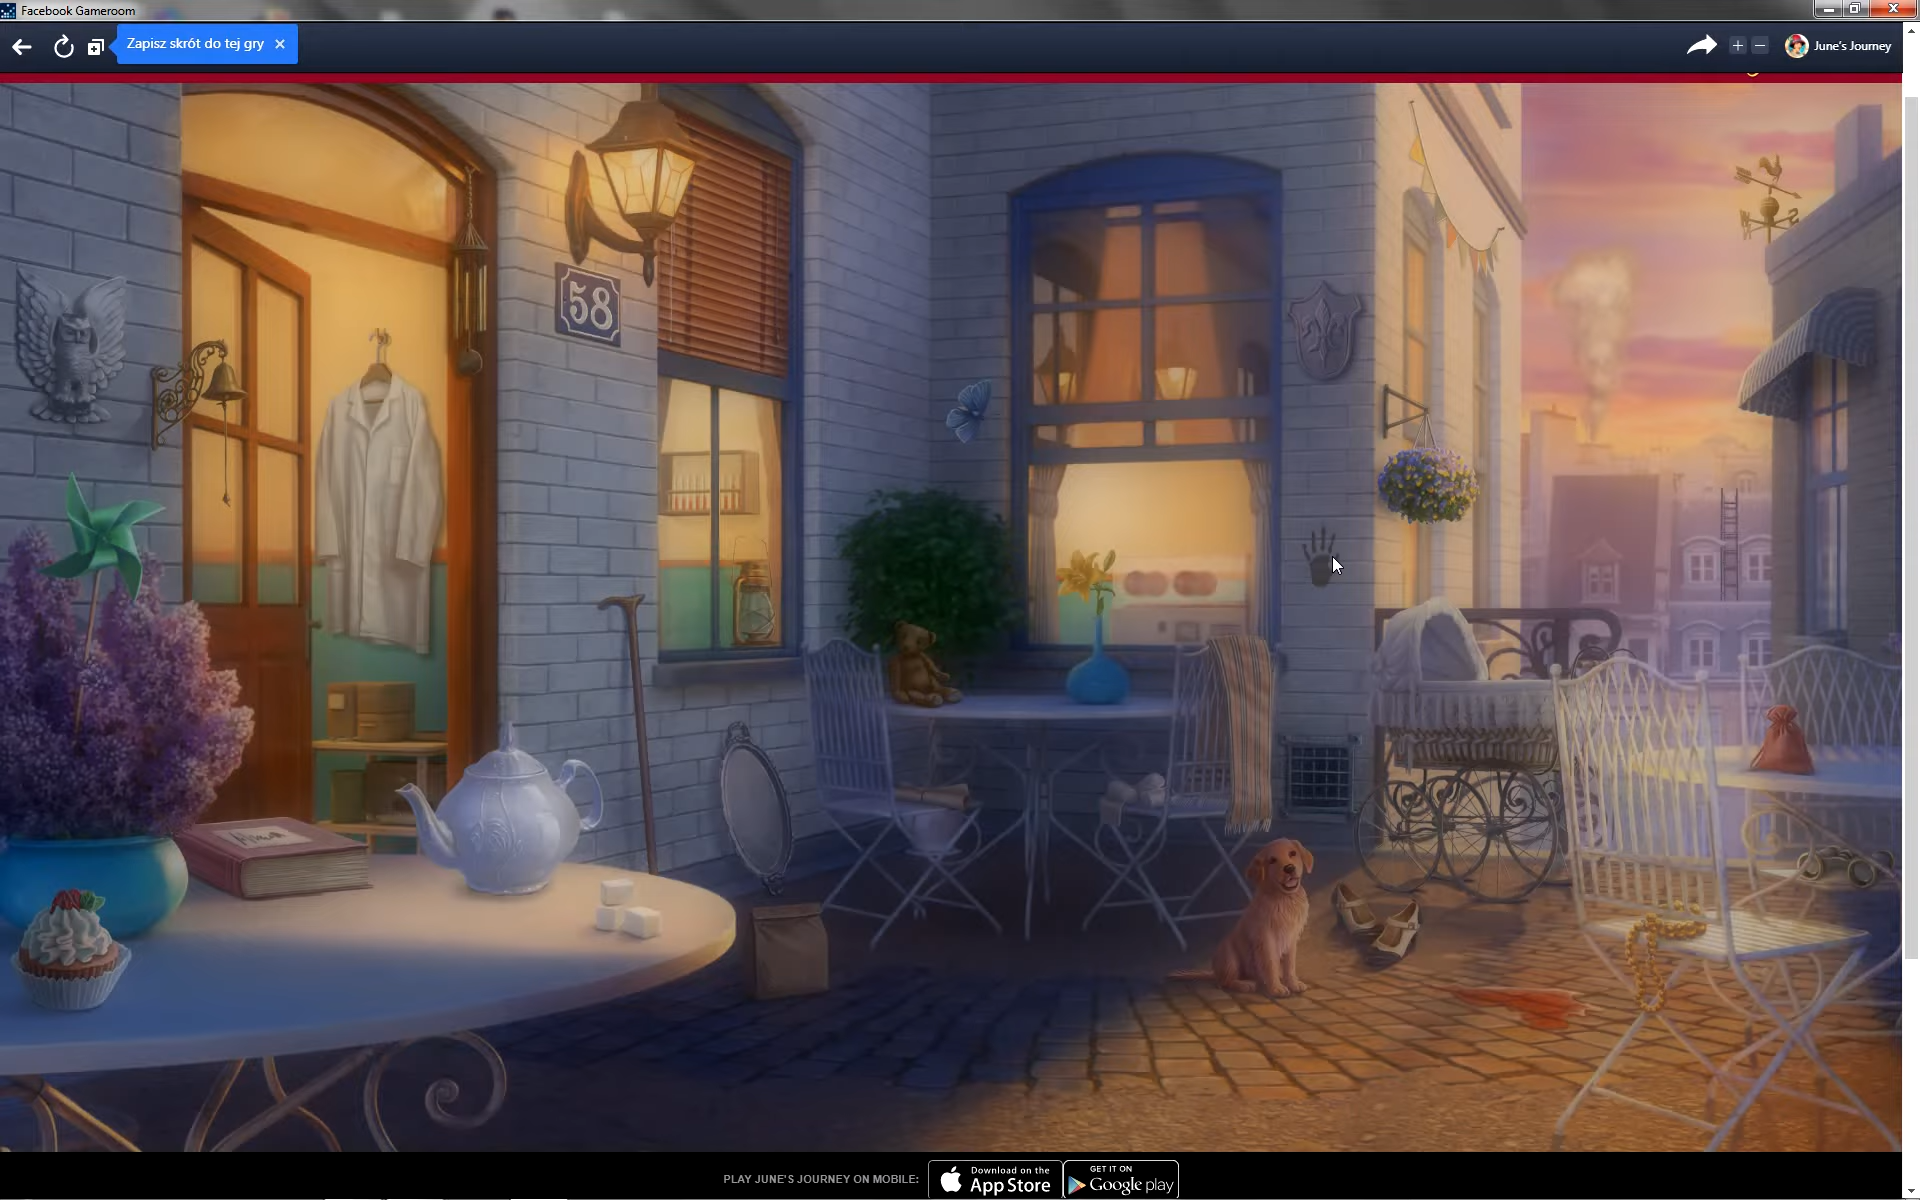 Facebook Gameroom
Zapisz skrót do tej gry
June's Journey
58
Album
PLAY JUNE'S JOURNEY ON MOBILE:
Download on the
App Store
GET IT ON
Google play